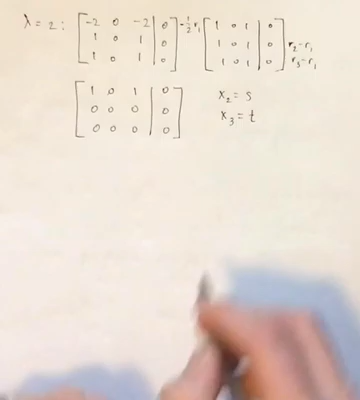 λ = 2 : [ -2 0 -2 | 0 ] -½ r₁ [ 1 0 1 | 0 ]
1 0 1 | 0   1 0 1 | 0   r₂-r₁
1 0 1 | 0   1 0 1 | 0   r₃-r₁
[ 1 0 1 | 0 ]   x₂ = s
0 0 0 | 0   x₃ = t
0 0 0 | 0